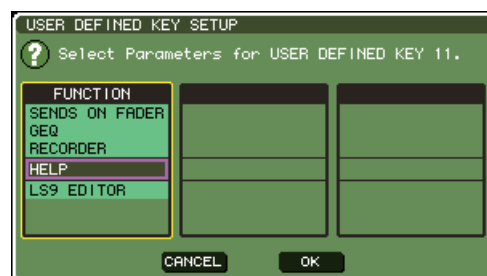 USER DEFINED KEY SETUP
? Select Parameters for USER DEFINED KEY 11.
FUNCTION
SENDS ON FADER
GEQ
RECORDER
HELP
LS9 EDITOR
CANCEL OK